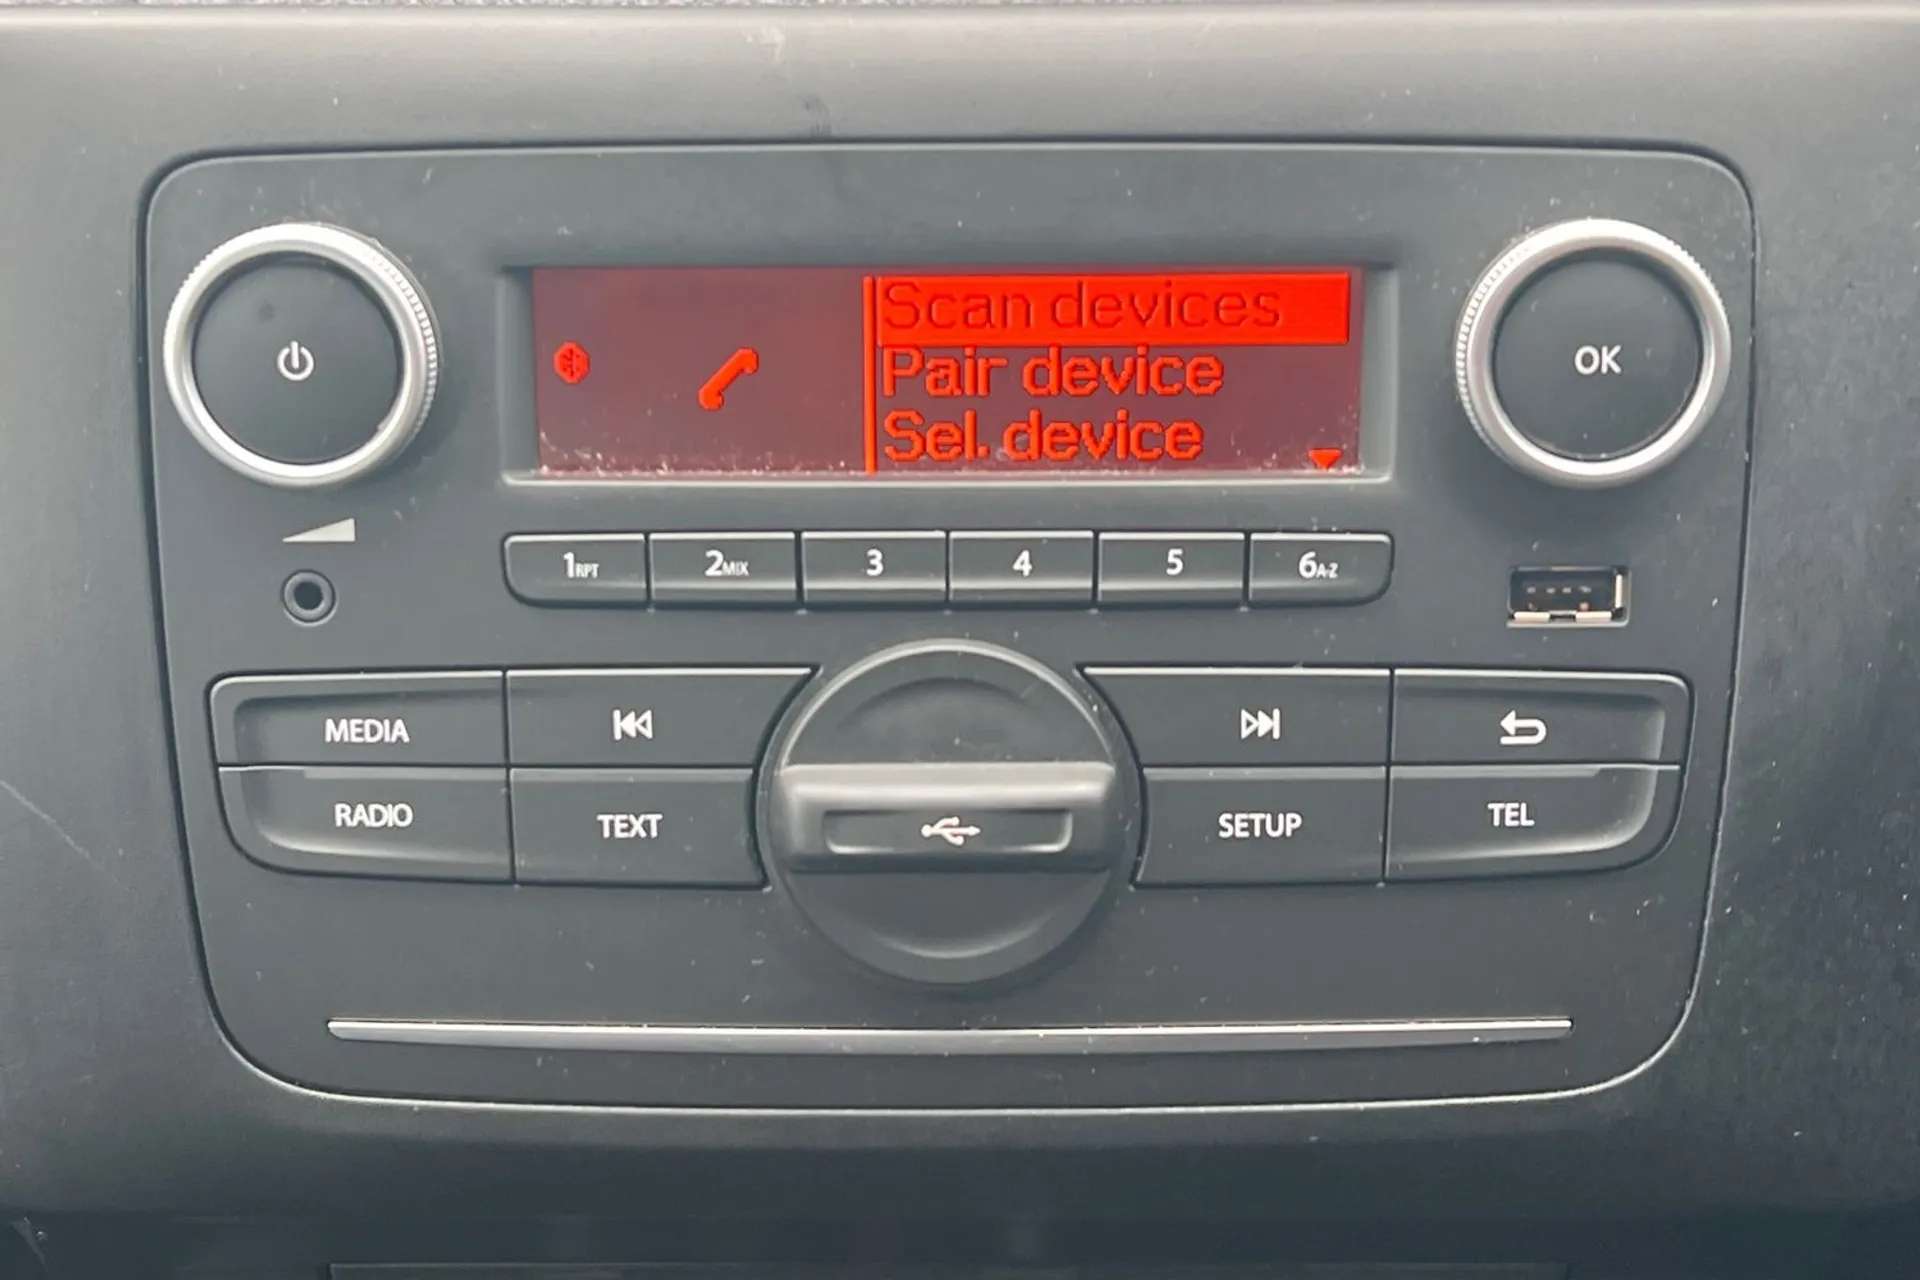 Scan devices
Pair device
Sel. device
OK
1RPT
2MIX
3
4
5
6A-Z
MEDIA
RADIO
TEXT
SETUP
TEL